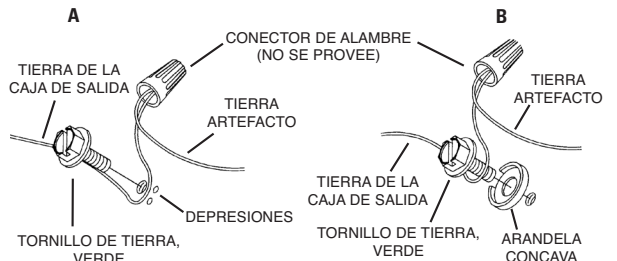 A
B
CONECTOR DE ALAMBRE
(NO SE PROVEE)
TIERRA DE LA
CAJA DE SALIDA
TIERRA
ARTEFACTO
TIERRA
ARTEFACTO
DEPRESIONES
TIERRA DE LA
CAJA DE SALIDA
TORNILLO DE TIERRA,
VERDE
TORNILLO DE TIERRA,
VERDE
ARANDELA
CONCAVA